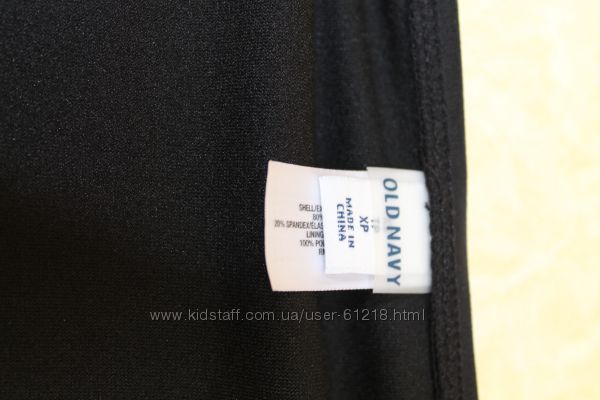 OLD NAVY
XP
MADE IN
CHINA
SHELL/EX
80%
20% SPANDEX/ELAS
LINING
100% PO
www.kidstaff.com.ua/user-61218.html